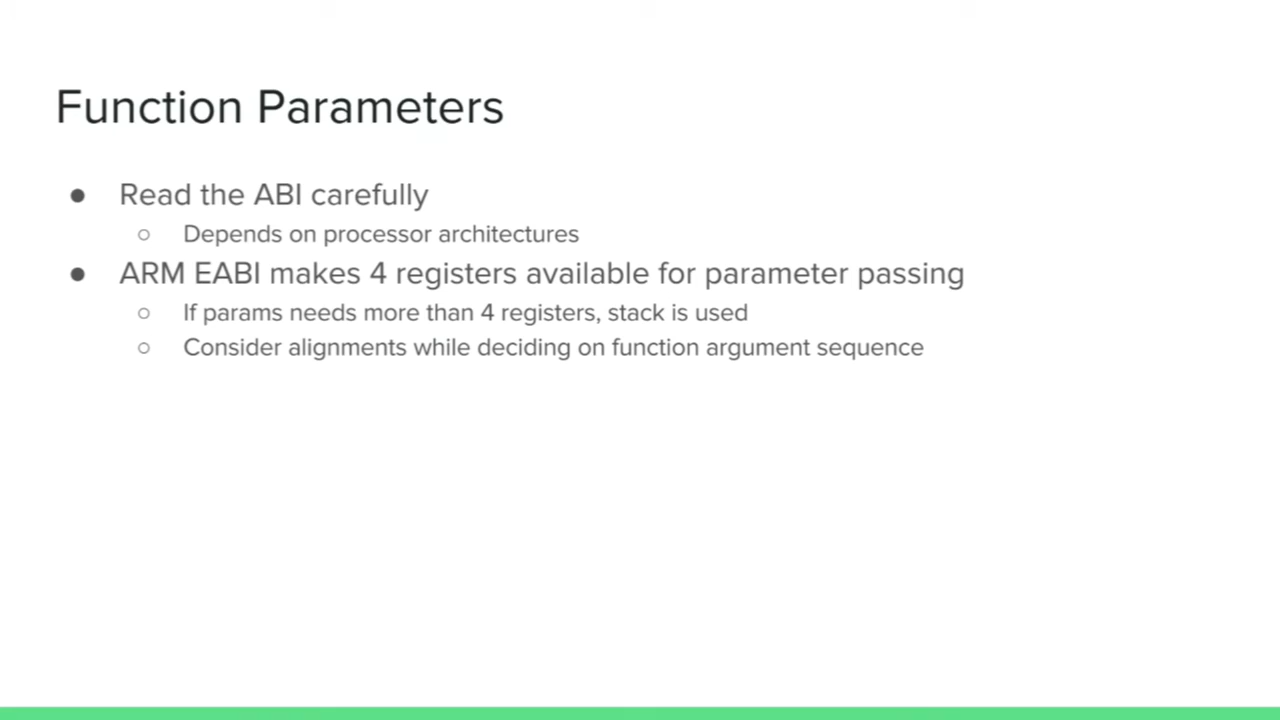 Function Parameters
● Read the ABI carefully
○ Depends on processor architectures
● ARM EABI makes 4 registers available for parameter passing
○ If params needs more than 4 registers, stack is used
○ Consider alignments while deciding on function argument sequence